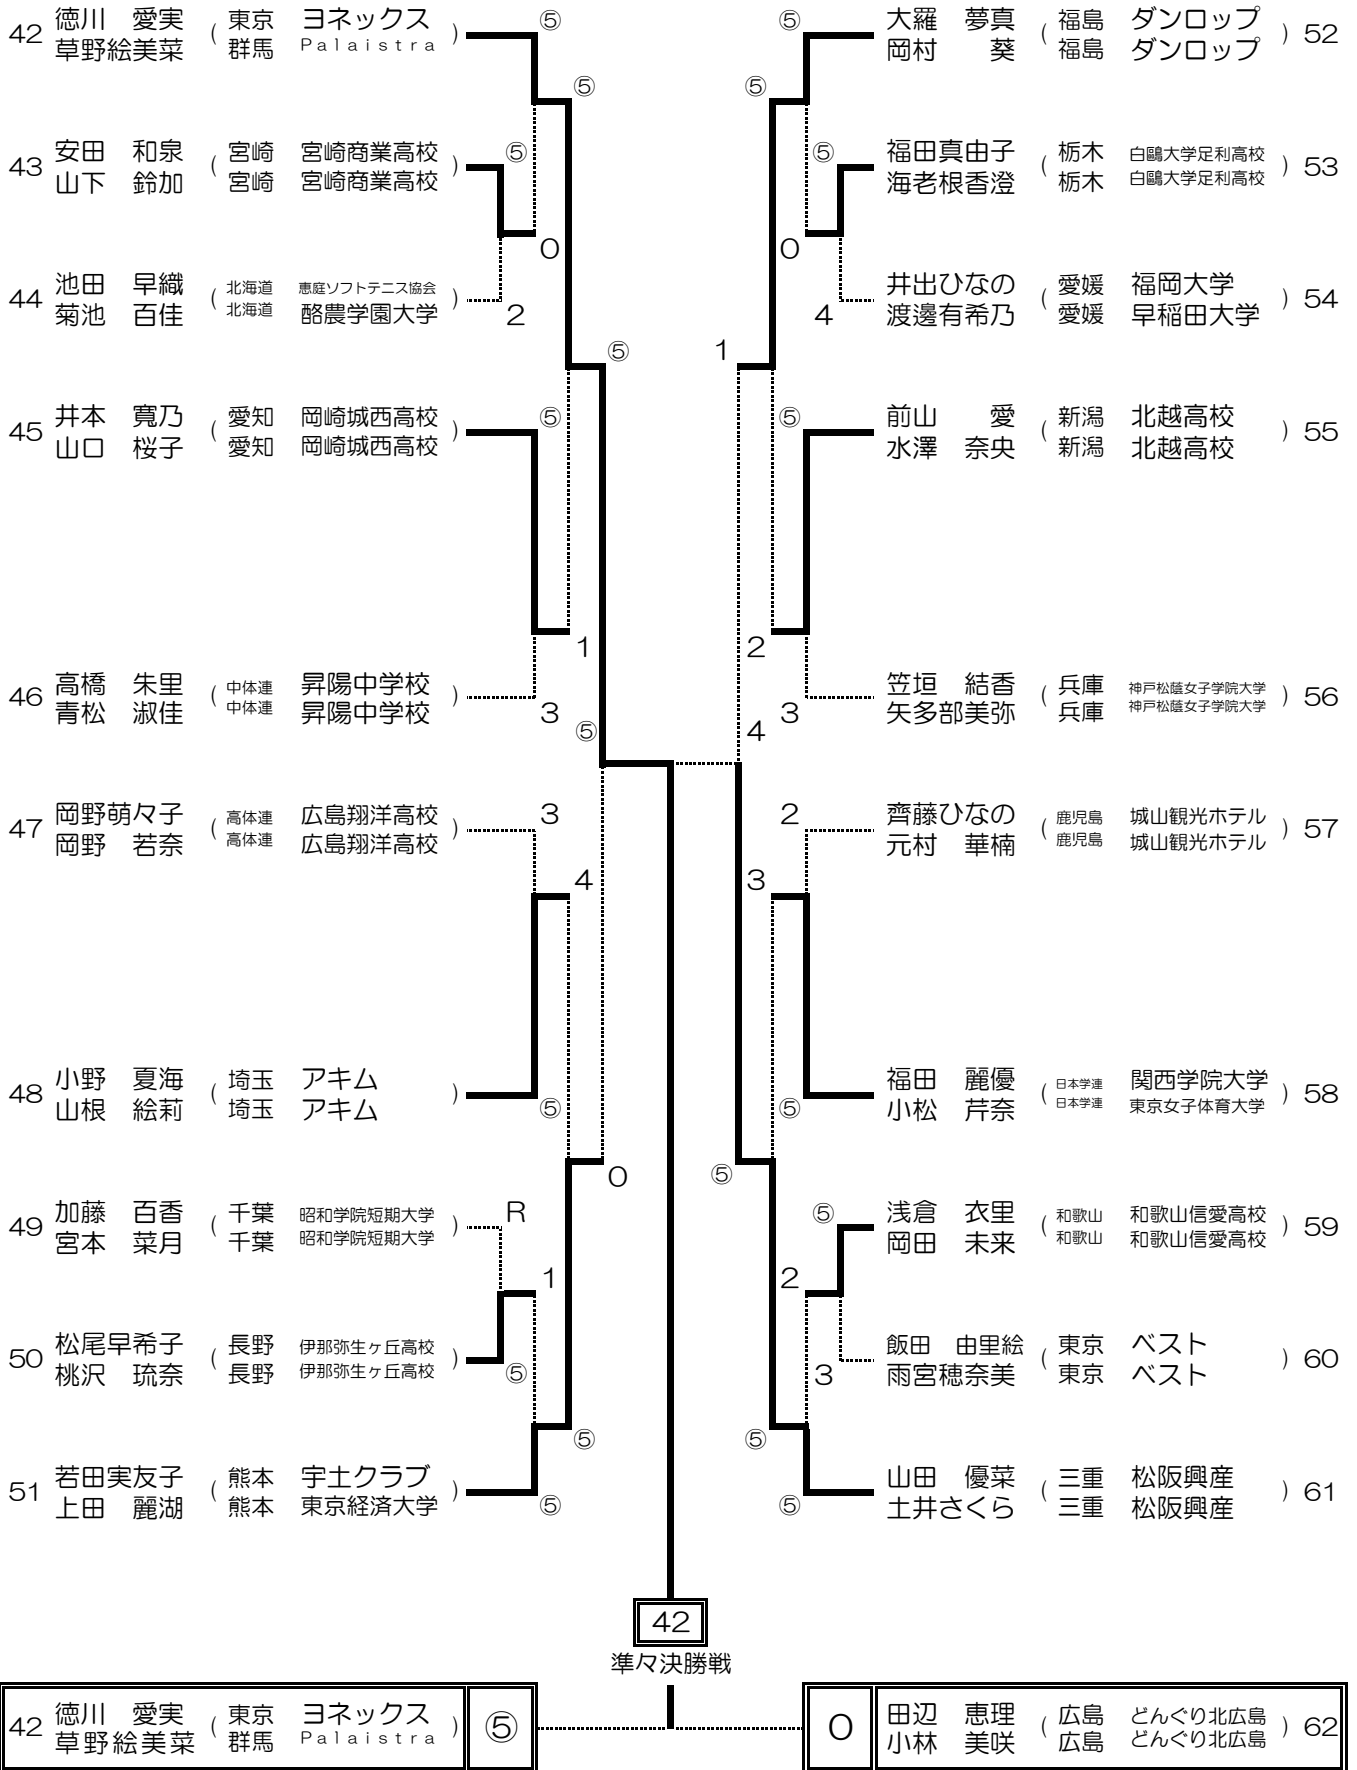 42 徳川 愛実 ( 東京 ヨネックス )
草野絵美菜 群馬 Palaistra
⑤
⑤
43 安田 和泉 ( 宮崎 宮崎商業高校 )
山下 鈴加 宮崎 宮崎商業高校
⑤
0
44 池田 早織 ( 北海道 恵庭ソフトテニス協会 )
菊池 百佳 北海道 酪農学園大学
2
⑤
45 井本 寛乃 ( 愛知 岡崎城西高校 )
山口 桜子 愛知 岡崎城西高校
⑤
1
46 高橋 朱里 ( 中体連 昇陽中学校 )
青松 淑佳 中体連 昇陽中学校
3
⑤
47 岡野萌々子 ( 高体連 広島翔洋高校 )
岡野 若奈 高体連 広島翔洋高校
3
4
48 小野 夏海 ( 埼玉 アキム )
山根 絵莉 埼玉 アキム
⑤
0
49 加藤 百香 ( 千葉 昭和学院短期大学 )
宮本 菜月 千葉 昭和学院短期大学
R
1
50 松尾早希子 ( 長野 伊那弥生ヶ丘高校 )
桃沢 琉奈 長野 伊那弥生ヶ丘高校
⑤
⑤
51 若田実友子 ( 熊本 宇土クラブ )
上田 麗湖 熊本 東京経済大学
⑤
⑤
大羅 夢真 ( 福島 ダンロップ ) 52
岡村 葵 福島 ダンロップ
⑤
⑤
福田真由子 ( 栃木 白鷗大学足利高校 ) 53
海老根香澄 栃木 白鷗大学足利高校
0
井出ひなの ( 愛媛 福岡大学 ) 54
渡邊有希乃 愛媛 早稲田大学
4
1
⑤
前山 愛 ( 新潟 北越高校 ) 55
水澤 奈央 新潟 北越高校
2
笠垣 結香 ( 兵庫 神戸松蔭女子学院大学 ) 56
矢多部美弥 兵庫 神戸松蔭女子学院大学
3
4
2
齊藤ひなの ( 鹿児島 城山観光ホテル ) 57
元村 華楠 鹿児島 城山観光ホテル
3
福田 麗優 ( 日本学連 関西学院大学 ) 58
小松 芹奈 日本学連 東京女子体育大学
⑤
⑤
⑤
浅倉 衣里 ( 和歌山 和歌山信愛高校 ) 59
岡田 未来 和歌山 和歌山信愛高校
2
飯田 由里絵 ( 東京 ベスト ) 60
雨宮穂奈美 東京 ベスト
3
⑤
山田 優菜 ( 三重 松阪興産 ) 61
土井さくら 三重 松阪興産
⑤
42
準々決勝戦
42 徳川 愛実 ( 東京 ヨネックス ) ⑤
草野絵美菜 群馬 Palaistra
0 田辺 恵理 ( 広島 どんぐり北広島 ) 62
小林 美咲 広島 どんぐり北広島